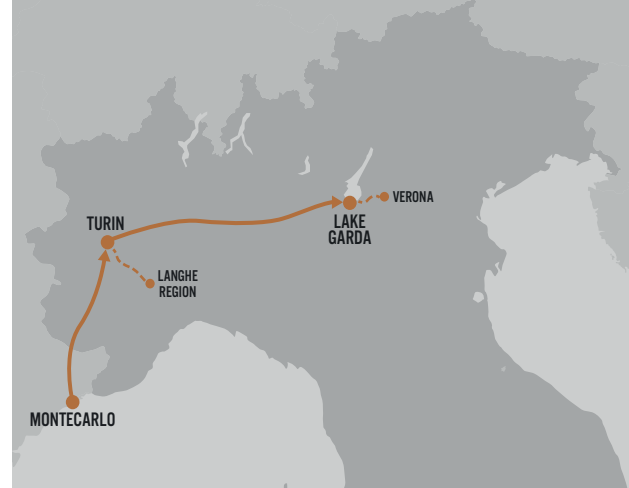 VERONA
TURIN
LAKE
GARDA
LANGHE
REGION
MONTECARLO